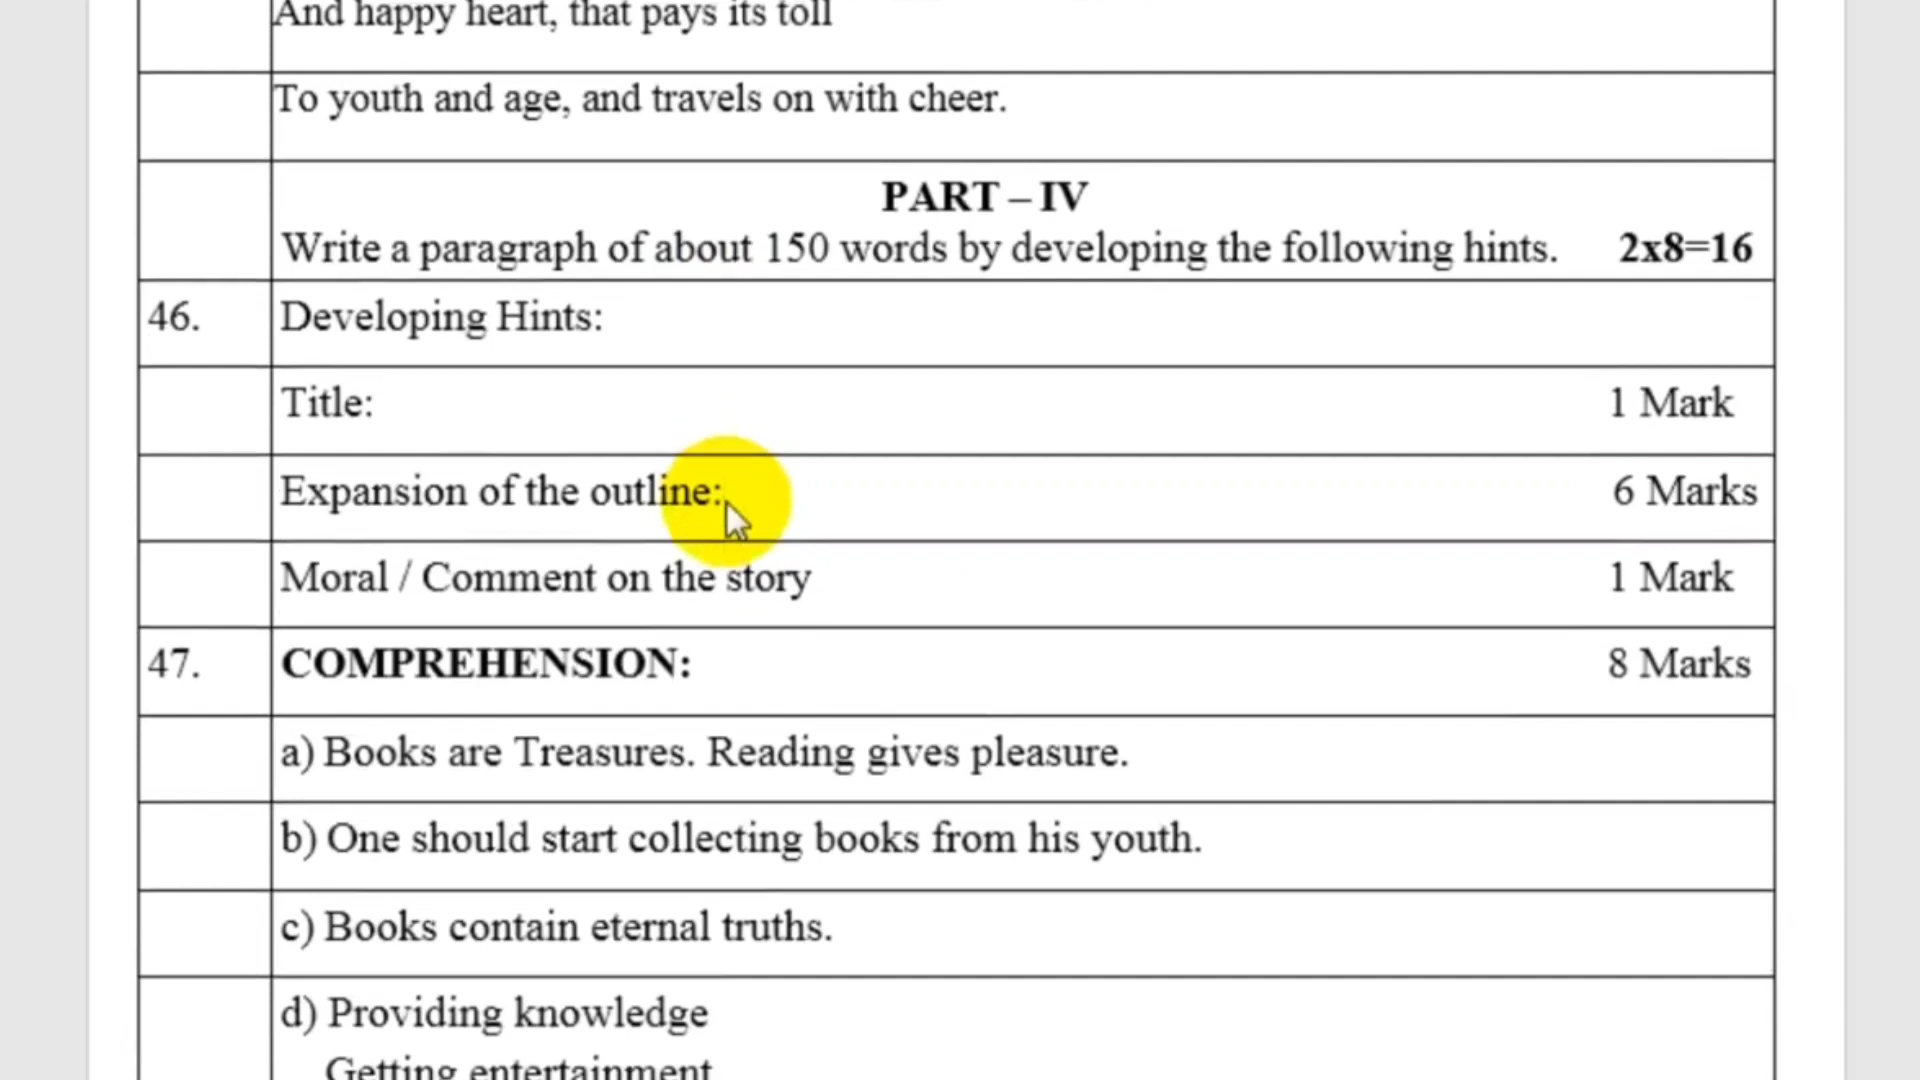 And happy heart, that pays its toll
To youth and age, and travels on with cheer.
PART – IV
Write a paragraph of about 150 words by developing the following hints. 2x8=16
46. Developing Hints:
Title: 1 Mark
Expansion of the outline: 6 Marks
Moral / Comment on the story 1 Mark
47. COMPREHENSION: 8 Marks
a) Books are Treasures. Reading gives pleasure.
b) One should start collecting books from his youth.
c) Books contain eternal truths.
d) Providing knowledge
Getting entertainment